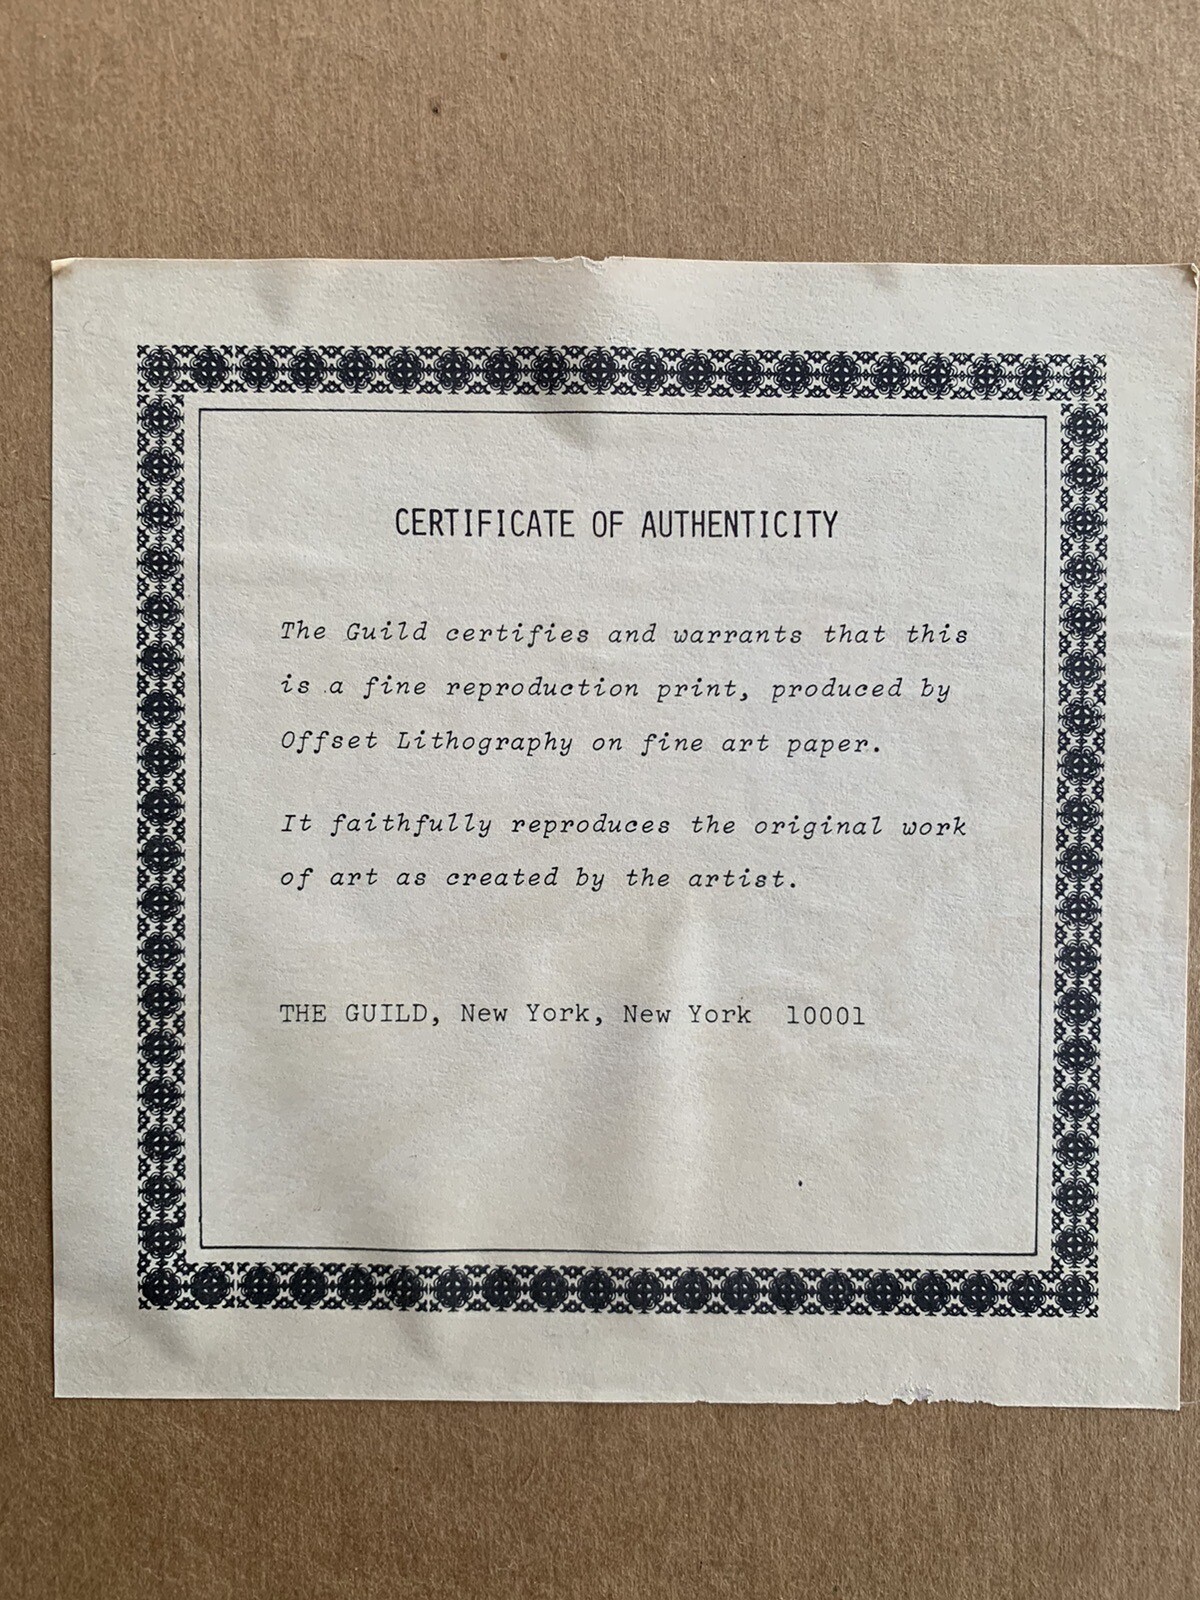 CERTIFICATE OF AUTHENTICITY
The Guild certifies and warrants that this
is a fine reproduction print, produced by
Offset Lithography on fine art paper.
It faithfully reproduces the original work
of art as created by the artist.
THE GUILD, New York, New York 10001